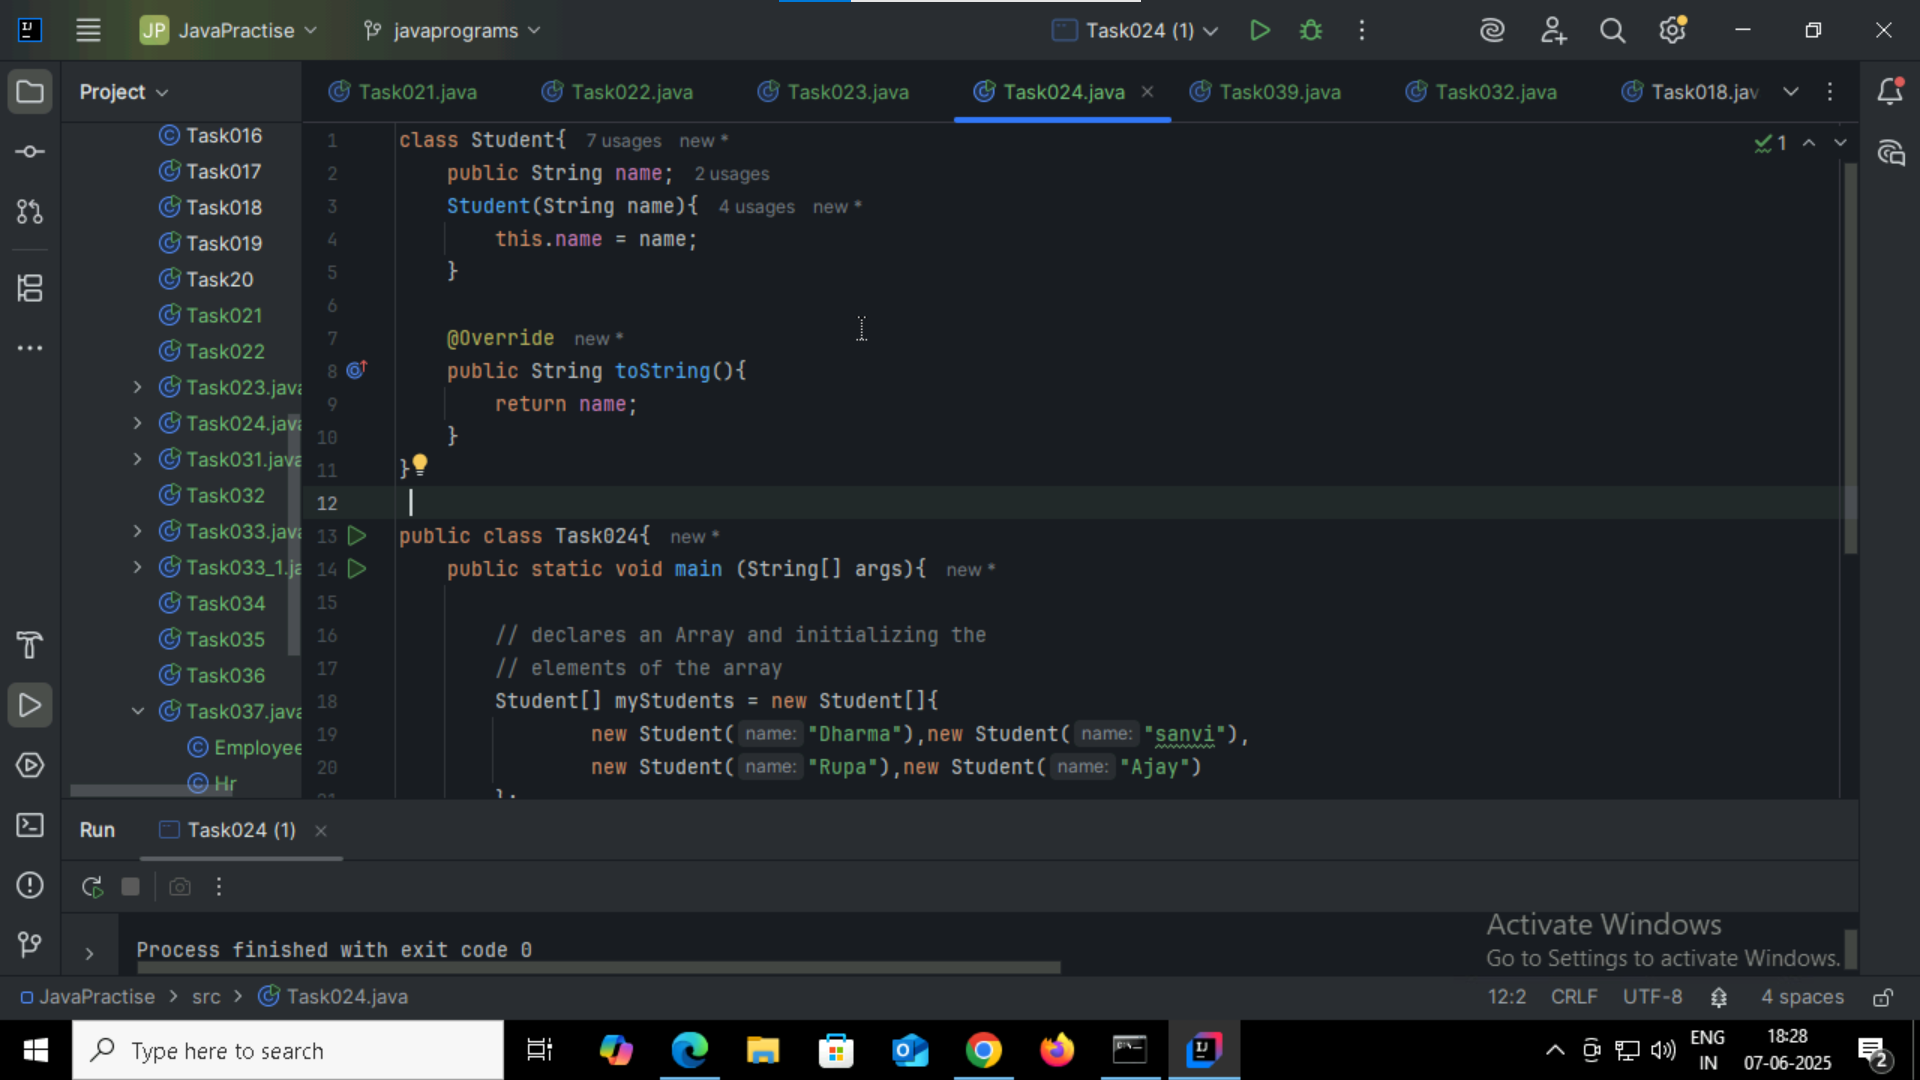 JP JavaPractise javaprograms Task024 (1)
Project Task021.java Task022.java Task023.java Task024.java Task039.java Task032.java Task018.jav
Task016
Task017
Task018
Task019
Task20
Task021
Task022
Task023.java
Task024.java
Task031.java
Task032
Task033.java
Task033_1.ja
Task034
Task035
Task036
Task037.java
Employee
Hr
1
1 class Student{ 7 usages new *
2 public String name; 2 usages
3 Student(String name){ 4 usages new *
4 this.name = name;
5 }
6
7 @Override new *
8 public String toString(){
9 return name;
10 }
11 }
12
13 public class Task024{ new *
14 public static void main (String[] args){ new *
15
16 // declares an Array and initializing the
17 // elements of the array
18 Student[] myStudents = new Student[]{
19 new Student( name: "Dharma"),new Student( name: "sanvi"),
20 new Student( name: "Rupa"),new Student( name: "Ajay")
};
Run Task024 (1)
Process finished with exit code 0
Activate Windows
Go to Settings to activate Windows.
JavaPractise > src > Task024.java 12:2 CRLF UTF-8 4 spaces
Type here to search
ENG
IN
18:28
07-06-2025
2